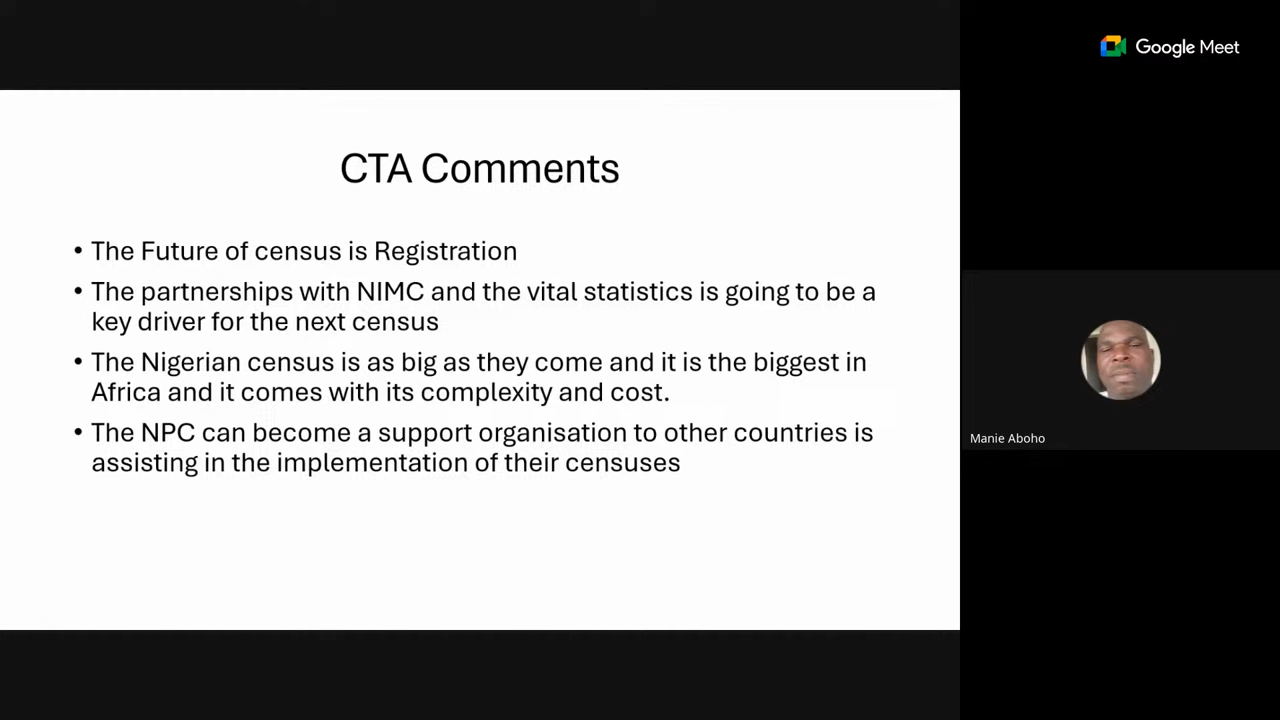 Google Meet
CTA Comments
• The Future of census is Registration
• The partnerships with NIMC and the vital statistics is going to be a
key driver for the next census
• The Nigerian census is as big as they come and it is the biggest in
Africa and it comes with its complexity and cost.
• The NPC can become a support organisation to other countries is
assisting in the implementation of their censuses
Manie Aboho